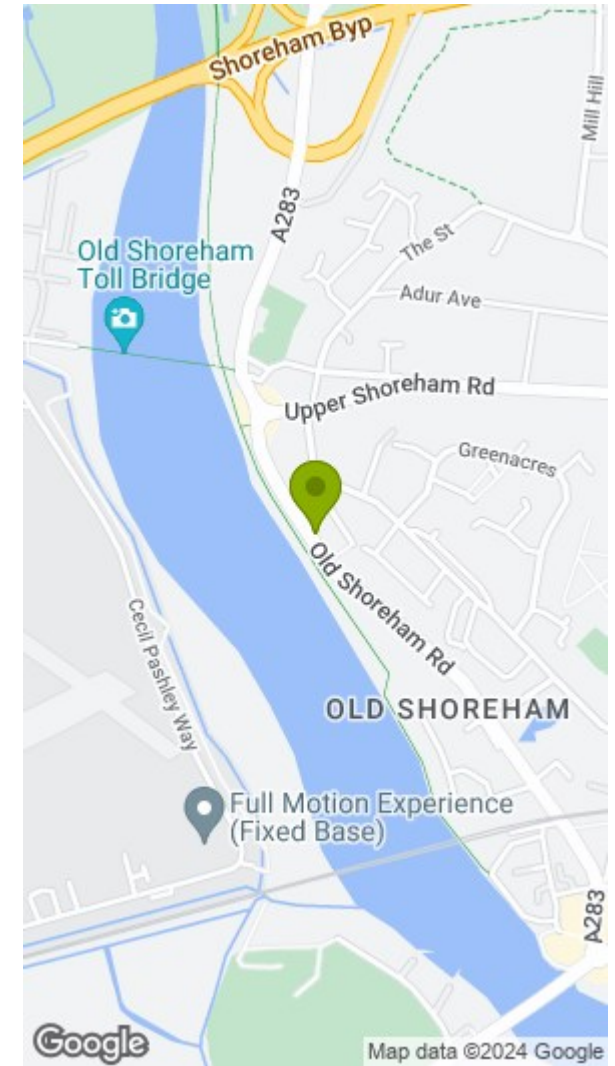 Shoreham Byp
Mill Hill
A283
The St
Old Shoreham
Toll Bridge
Adur Ave
Upper Shoreham Rd
Greenacres
Old Shoreham Rd
Cecil Pashley Way
OLD SHOREHAM
Full Motion Experience
(Fixed Base)
A283
Google
Map data ©2024 Google